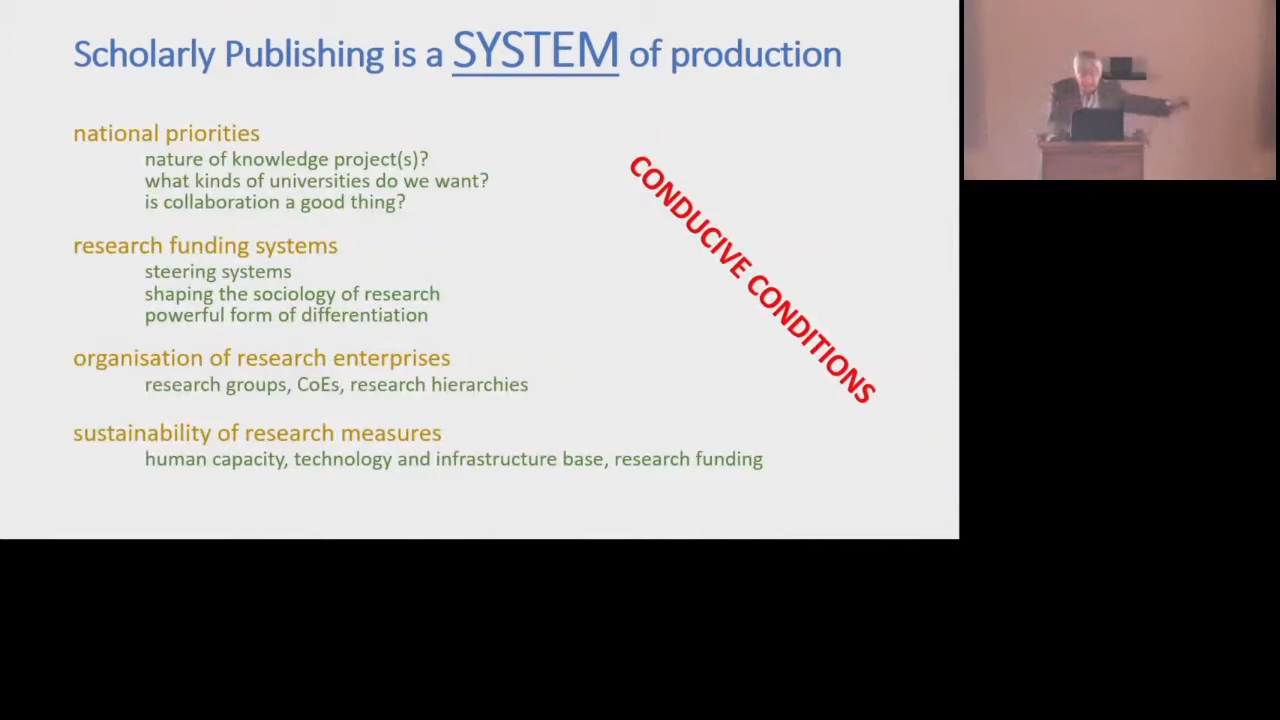 Scholarly Publishing is a SYSTEM of production
national priorities
nature of knowledge project(s)?
what kinds of universities do we want?
is collaboration a good thing?
research funding systems
steering systems
shaping the sociology of research
powerful form of differentiation
organisation of research enterprises
research groups, CoEs, research hierarchies
sustainability of research measures
human capacity, technology and infrastructure base, research funding
CONDUCIVE CONDITIONS